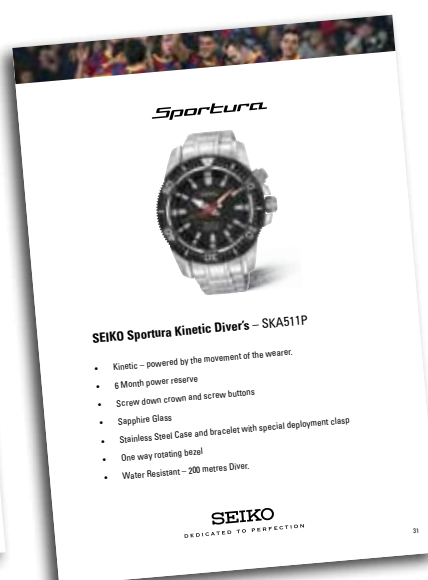 Sportura
SEIKO Sportura Kinetic Diver's – SKA511P
• Kinetic – powered by the movement of the wearer.
• 6 Month power reserve
• Screw down crown and screw buttons
• Sapphire Glass
• Stainless Steel Case and bracelet with special deployment clasp
• One way rotating bezel
• Water Resistant – 200 metres Diver.
SEIKO
DEDICATED TO PERFECTION
31